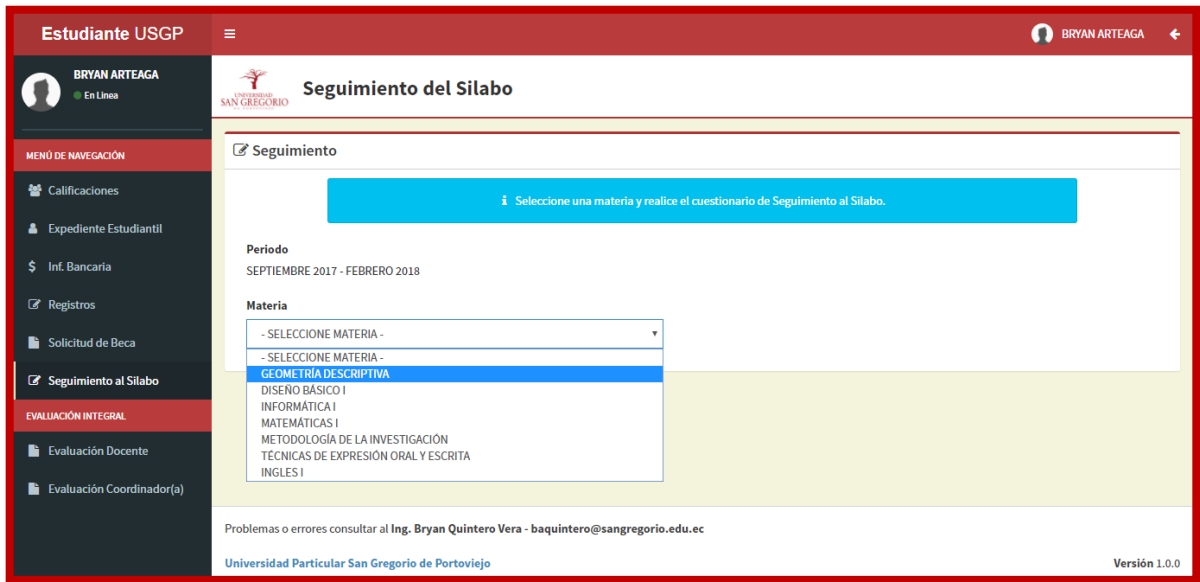 Estudiante USGP
BRYAN ARTEAGA
BRYAN ARTEAGA
En Linea
MENÚ DE NAVEGACIÓN
Calificaciones
Expediente Estudiantil
$ Inf. Bancaria
Registros
Solicitud de Beca
Seguimiento al Silabo
EVALUACIÓN INTEGRAL
Evaluación Docente
Evaluación Coordinador(a)
UNIVERSIDAD
SAN GREGORIO
Seguimiento del Silabo
Seguimiento
i Seleccione una materia y realice el cuestionario de Seguimiento al Silabo.
Periodo
SEPTIEMBRE 2017 - FEBRERO 2018
Materia
- SELECCIONE MATERIA -
- SELECCIONE MATERIA -
GEOMETRÍA DESCRIPTIVA
DISEÑO BÁSICO I
INFORMÁTICA I
MATEMÁTICAS I
METODOLOGÍA DE LA INVESTIGACIÓN
TÉCNICAS DE EXPRESIÓN ORAL Y ESCRITA
INGLES I
Problemas o errores consultar al Ing. Bryan Quintero Vera - baquintero@sangregorio.edu.ec
Universidad Particular San Gregorio de Portoviejo
Versión 1.0.0